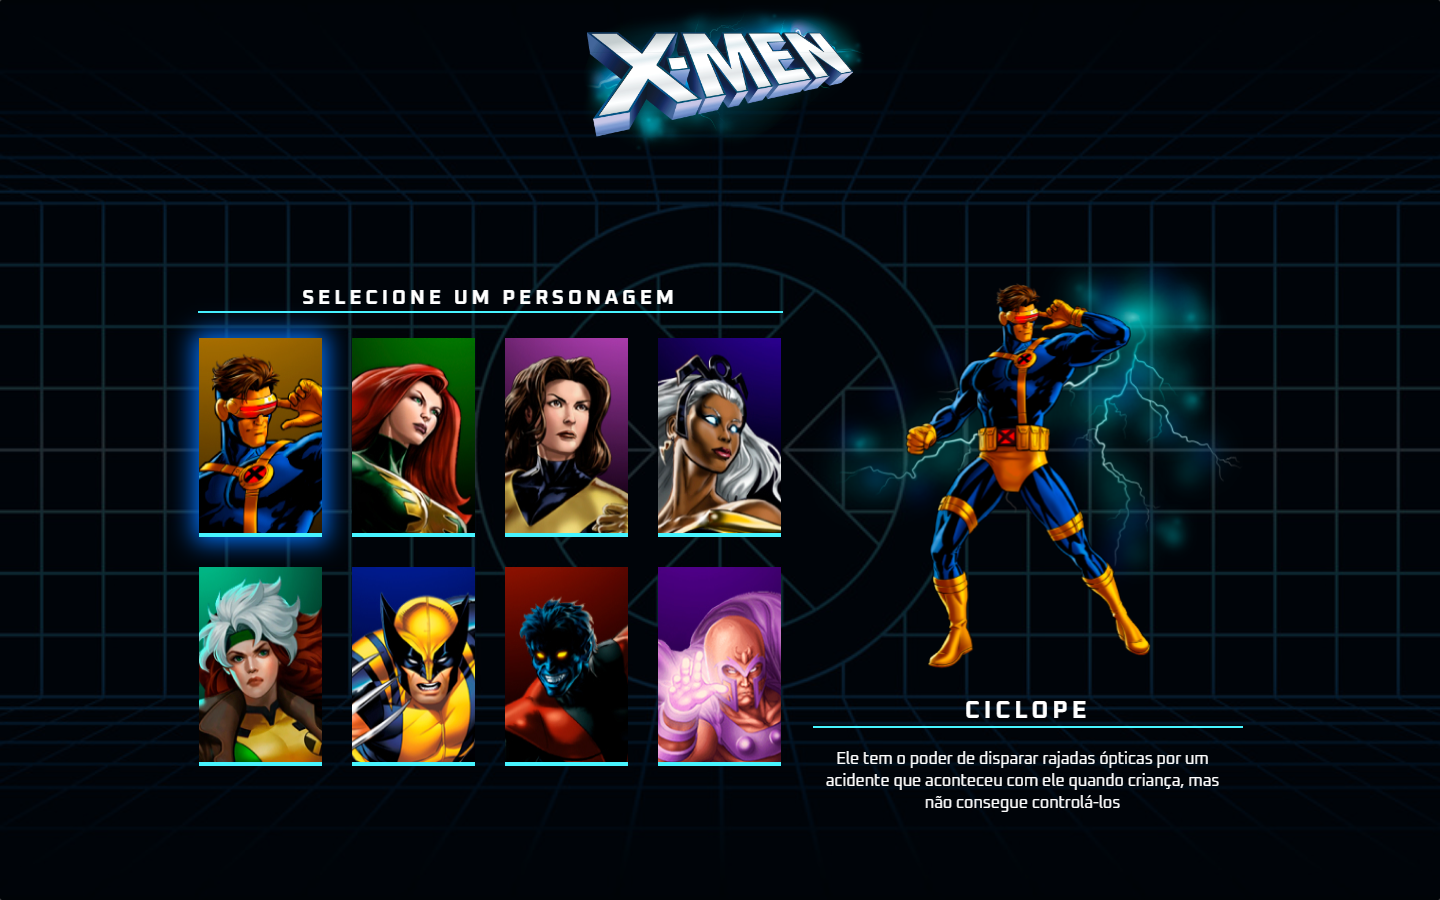 X-MEN
SELECIONE UM PERSONAGEM
CICLOPE
Ele tem o poder de disparar rajadas ópticas por um
acidente que aconteceu com ele quando criança, mas
não consegue controlá-los